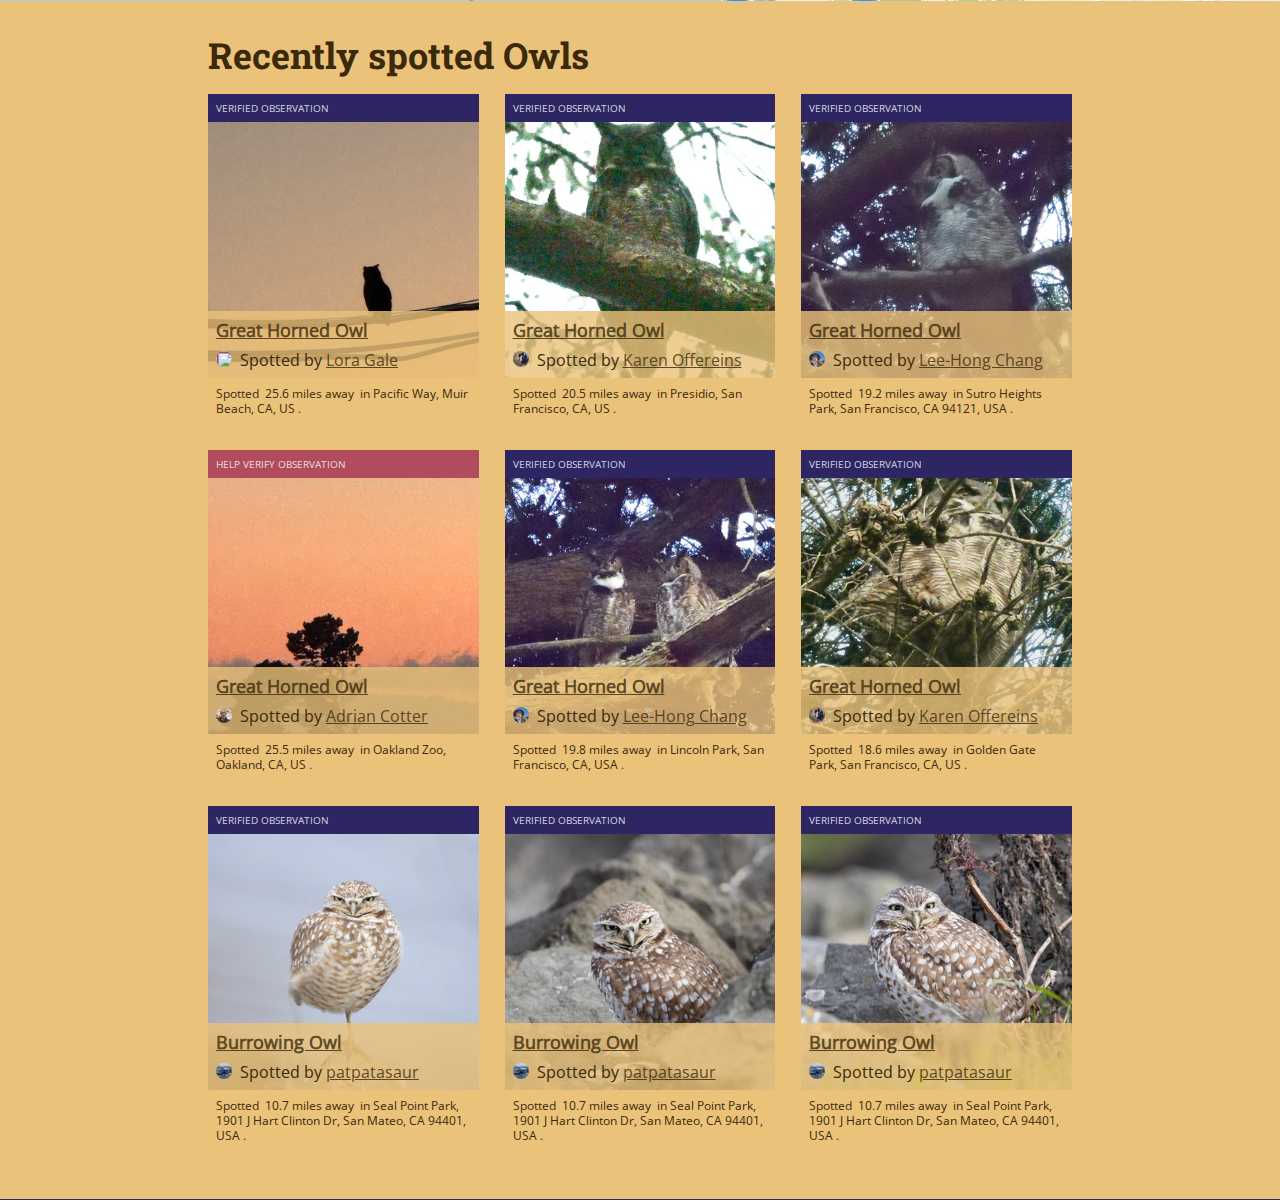 Recently spotted Owls
VERIFIED OBSERVATION
Great Horned Owl
Spotted by Lora Gale
Spotted 25.6 miles away in Pacific Way, Muir
Beach, CA, US .
VERIFIED OBSERVATION
Great Horned Owl
Spotted by Karen Offereins
Spotted 20.5 miles away in Presidio, San
Francisco, CA, US .
VERIFIED OBSERVATION
Great Horned Owl
Spotted by Lee-Hong Chang
Spotted 19.2 miles away in Sutro Heights
Park, San Francisco, CA 94121, USA .
HELP VERIFY OBSERVATION
Great Horned Owl
Spotted by Adrian Cotter
Spotted 25.5 miles away in Oakland Zoo,
Oakland, CA, US .
VERIFIED OBSERVATION
Great Horned Owl
Spotted by Lee-Hong Chang
Spotted 19.8 miles away in Lincoln Park, San
Francisco, CA, USA .
VERIFIED OBSERVATION
Great Horned Owl
Spotted by Karen Offereins
Spotted 18.6 miles away in Golden Gate
Park, San Francisco, CA, US .
VERIFIED OBSERVATION
Burrowing Owl
Spotted by patpatasaur
Spotted 10.7 miles away in Seal Point Park,
1901 J Hart Clinton Dr, San Mateo, CA 94401,
USA .
VERIFIED OBSERVATION
Burrowing Owl
Spotted by patpatasaur
Spotted 10.7 miles away in Seal Point Park,
1901 J Hart Clinton Dr, San Mateo, CA 94401,
USA .
VERIFIED OBSERVATION
Burrowing Owl
Spotted by patpatasaur
Spotted 10.7 miles away in Seal Point Park,
1901 J Hart Clinton Dr, San Mateo, CA 94401,
USA .